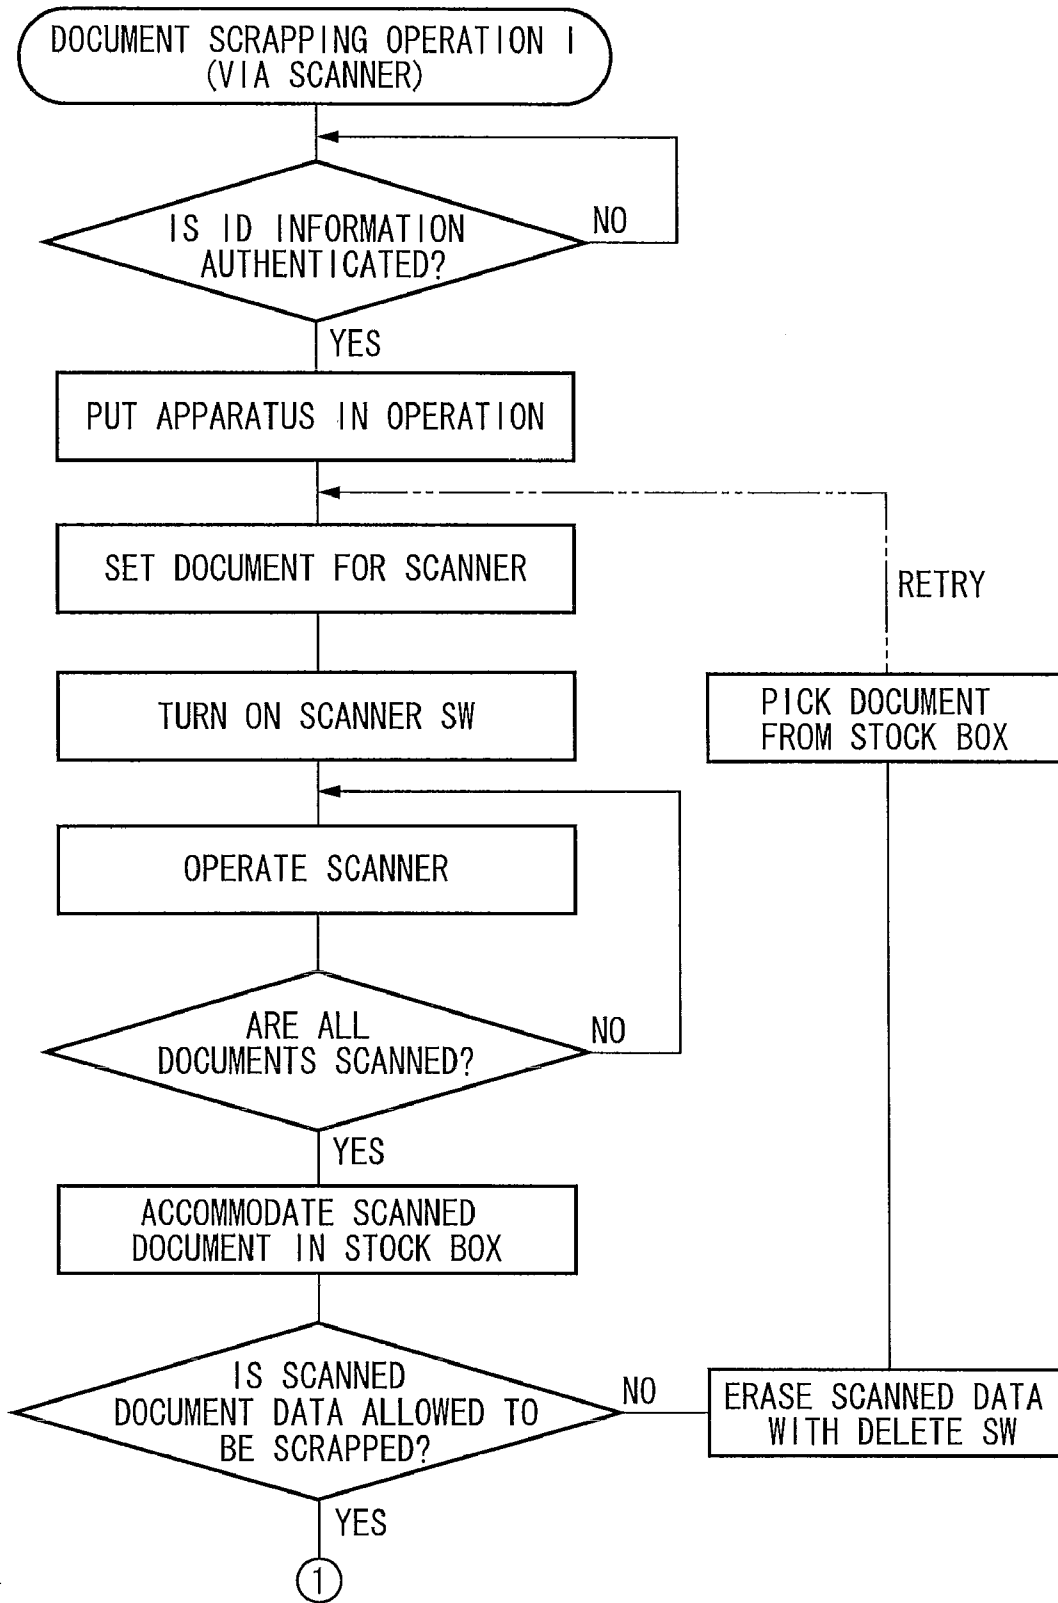 DOCUMENT SCRAPPING OPERATION I
(VIA SCANNER)
IS ID INFORMATION
AUTHENTICATED?
NO
YES
PUT APPARATUS IN OPERATION
SET DOCUMENT FOR SCANNER
RETRY
TURN ON SCANNER SW
PICK DOCUMENT
FROM STOCK BOX
OPERATE SCANNER
ARE ALL
DOCUMENTS SCANNED?
NO
YES
ACCOMMODATE SCANNED
DOCUMENT IN STOCK BOX
IS SCANNED
DOCUMENT DATA ALLOWED TO
BE SCRAPPED?
NO
ERASE SCANNED DATA
WITH DELETE SW
YES
1